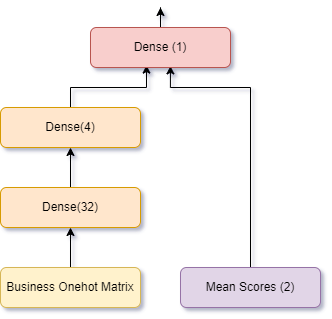 Dense (1)
Dense(4)
Dense(32)
Business Onehot Matrix
Mean Scores (2)